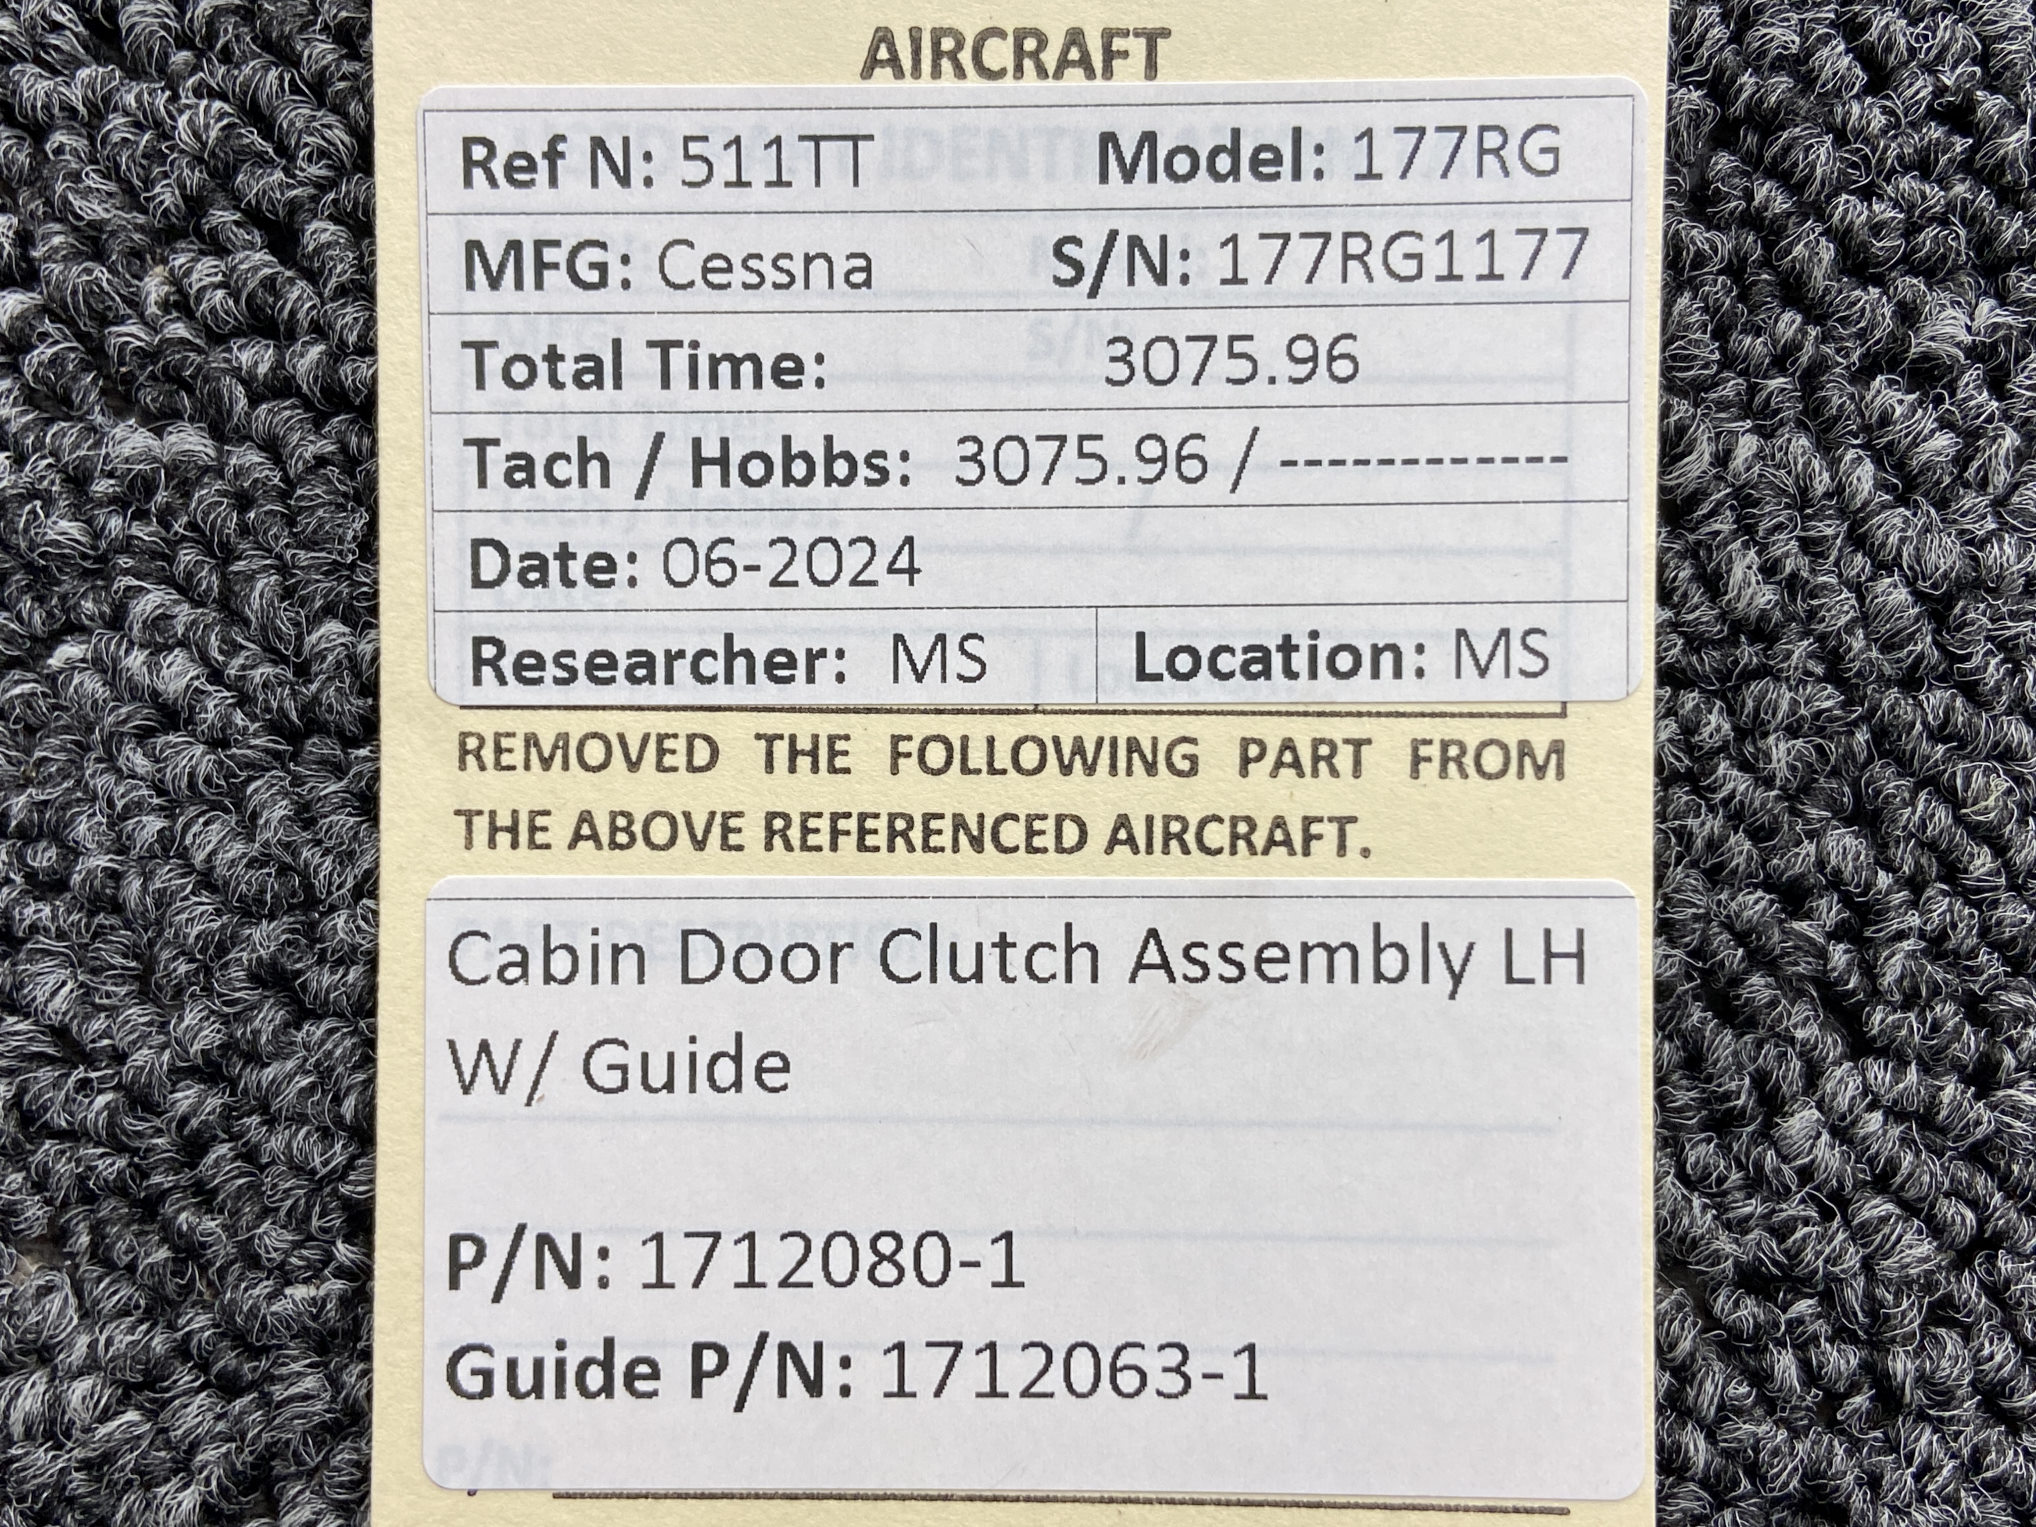 AIRCRAFT
Ref N: 511TT Model: 177RG
MFG: Cessna S/N: 177RG1177
Total Time: 3075.96
Tach / Hobbs: 3075.96 / ------------
Date: 06-2024
Researcher: MS Location: MS
REMOVED THE FOLLOWING PART FROM
THE ABOVE REFERENCED AIRCRAFT.
Cabin Door Clutch Assembly LH
W/ Guide
P/N: 1712080-1
Guide P/N: 1712063-1
P/N: